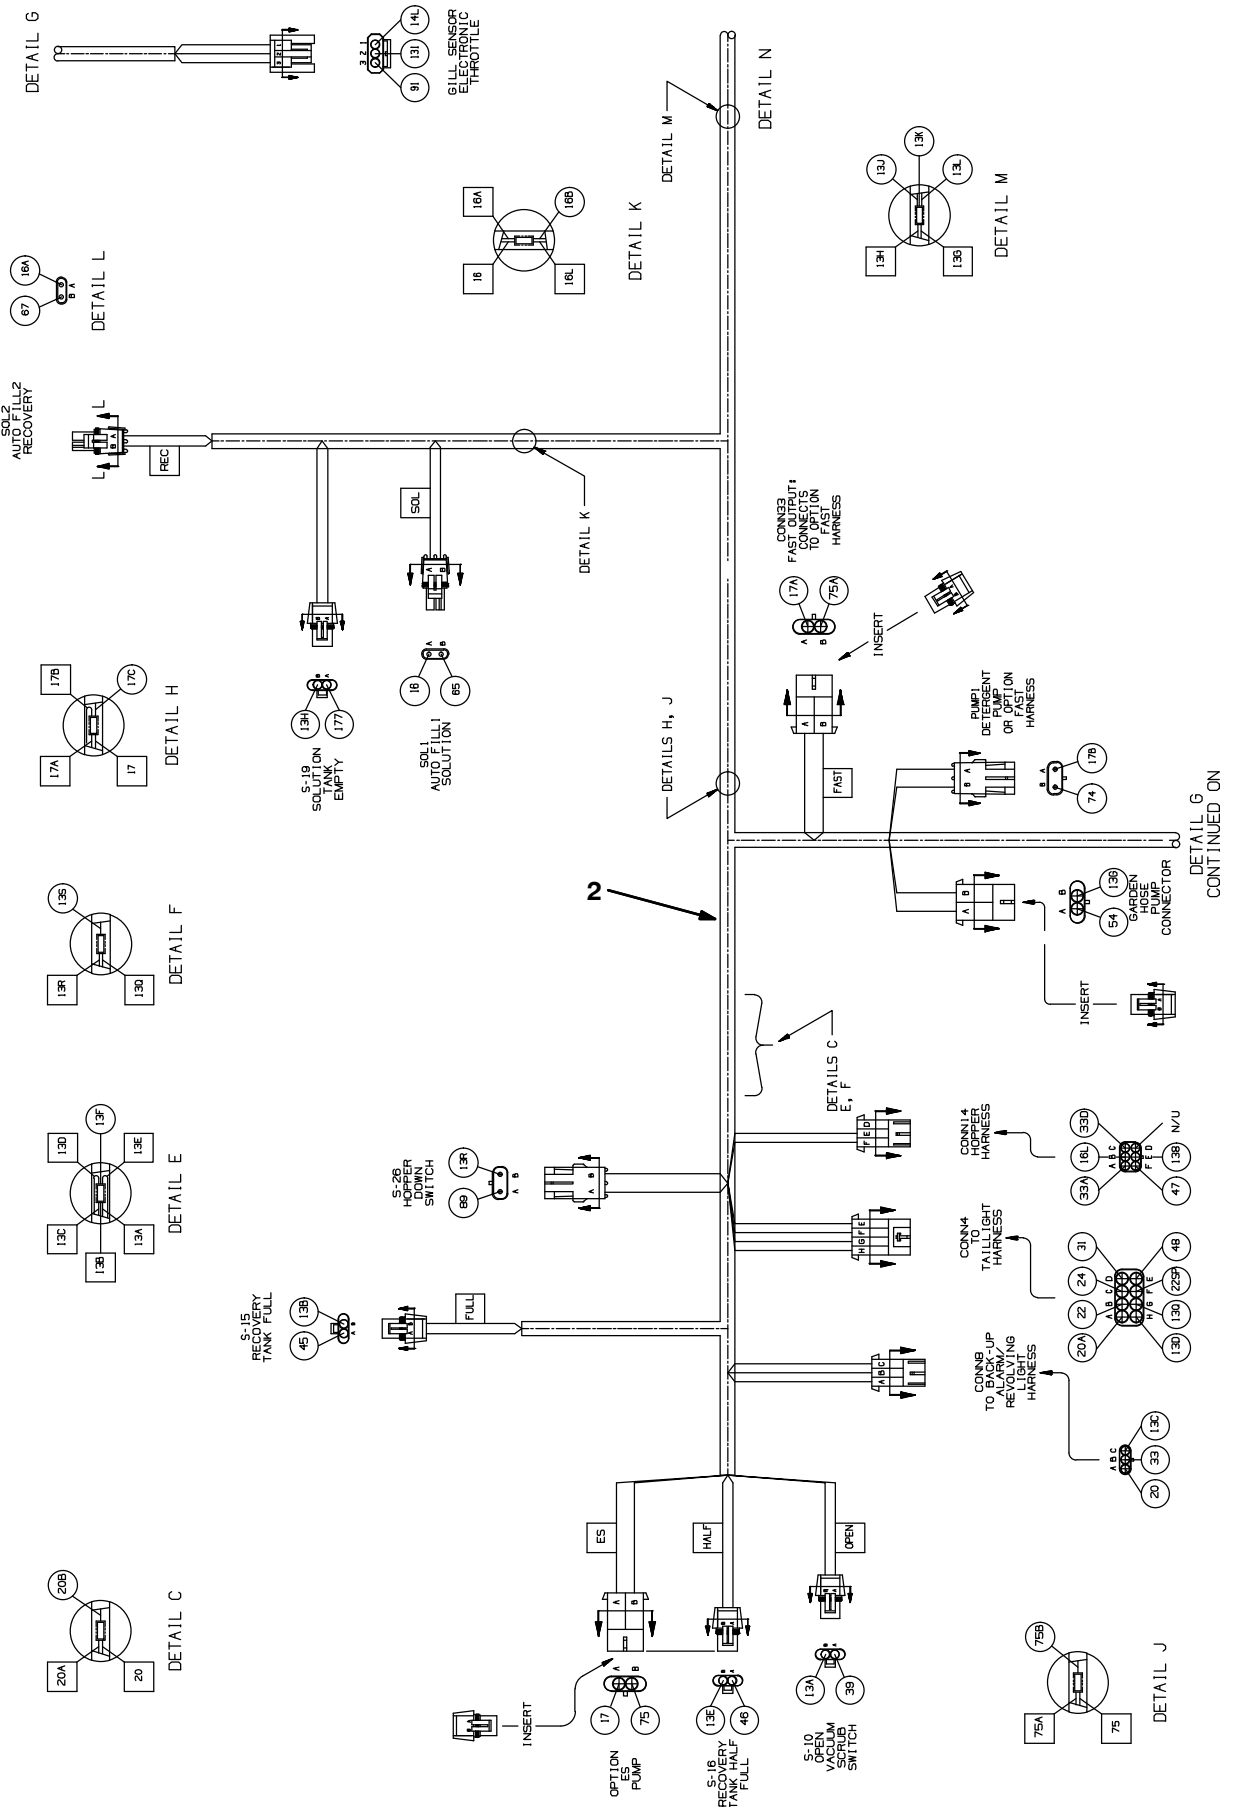 DETAIL G
1
2
3
3 2 1
14L
131
91
GILL SENSOR
ELECTRONIC
THROTTLE
DETAIL M
DETAIL N
13J
13K
13L
13H
13G
DETAIL M
16A
16B
16
16L
DETAIL K
16A
67
B A
DETAIL L
SOL2
AUTO FILL2
RECOVERY
L
L
B A
REC
SOL
A
B
DETAIL K
B
A
13H
177
S-19
SOLUTION
TANK
EMPTY
A
B
16
65
SOL1
AUTO FILL1
SOLUTION
17B
17C
17A
17
DETAIL H
DETAILS H, J
CONN33
FAST OUTPUT:
CONNECTS
TO OPTION
FAST
HARNESS
17A
75A
A
B
INSERT
A
B
FAST
PUMP1
DETERGENT
PUMP
OR OPTION
FAST
HARNESS
B A
B A
17B
74
DETAIL G
CONTINUED ON
A B
A B
13G
54
GARDEN
HOSE
PUMP
CONNECTOR
INSERT
2
13S
13R
13Q
DETAIL F
DETAILS C
E, F
13F
13D
13E
13C
13B
13A
DETAIL E
S-26
HOPPER
DOWN
SWITCH
13R
89
A B
A B
F E D
H G F E
CONN14
HOPPER
HARNESS
33D
16L
33A
A B C
F E D
N/U
13B
47
CONN4
TO
TAILLIGHT
HARNESS
31
24
22
20A
A B C D
H G F E
48
22SP
13Q
13D
S-15
RECOVERY
TANK FULL
13B
45
A B
FULL
A B C
CONN8
TO BACK-UP
ALARM/
REVOLVING
LIGHT
HARNESS
A B C
13C
33
20
ES
HALF
OPEN
A
B
INSERT
A
B
17
75
OPTION
ES
PUMP
B
A
13E
46
S-16
RECOVERY
TANK HALF
FULL
B
A
13A
39
S-10
OPEN
VACUUM
SCRUB
SWITCH
20B
20A
20
DETAIL C
75B
75A
75
DETAIL J